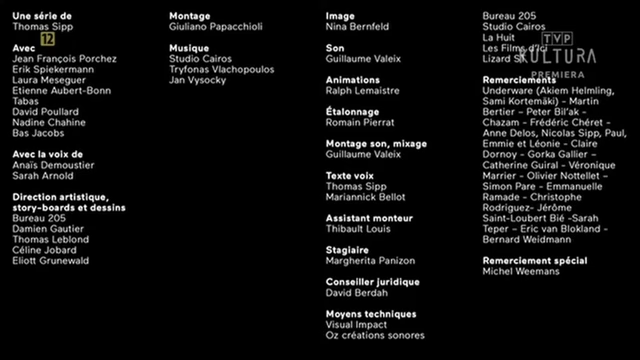 Une série de
Thomas Sipp
12
Avec
Jean François Porchez
Erik Spiekermann
Laura Meseguer
Etienne Aubert-Bonn
Tabas
David Poullard
Nadine Chahine
Bas Jacobs
Avec la voix de
Anaïs Demoustier
Sarah Arnold
Direction artistique,
story-boards et dessins
Bureau 205
Damien Gautier
Thomas Leblond
Céline Jobard
Eliott Grunewald
Montage
Giuliano Papacchioli
Musique
Studio Cairos
Tryfonas Vlachopoulos
Jan Vysocky
Image
Nina Bernfeld
Son
Guillaume Valeix
Animations
Ralph Lemaistre
Étalonnage
Romain Pierrat
Montage son, mixage
Guillaume Valeix
Texte voix
Thomas Sipp
Mariannick Bellot
Assistant monteur
Thibault Louis
Stagiaire
Margherita Panizon
Conseiller juridique
David Berdah
Moyens techniques
Visual Impact
Oz créations sonores
Bureau 205
Studio Cairos
La Huit
Les Films d'ici
Lizard St.
TVP
KULTURA
PREMIERA
Remerciements
Underware (Akiem Helmling,
Sami Kortemäki) - Martin
Bertier - Peter Bil'ak -
Chazam - Frédéric Chéret -
Anne Delos, Nicolas Sipp, Paul,
Emmie et Léonie - Claire
Dornoy - Gorka Gallier -
Catherine Guiral - Véronique
Marrier - Olivier Nottellet -
Simon Pare - Emmanuelle
Ramade - Christophe
Rodriguez- Jérôme
Saint-Loubert Bié -Sarah
Teper - Eric van Blokland -
Bernard Weidmann
Remerciement spécial
Michel Weemans